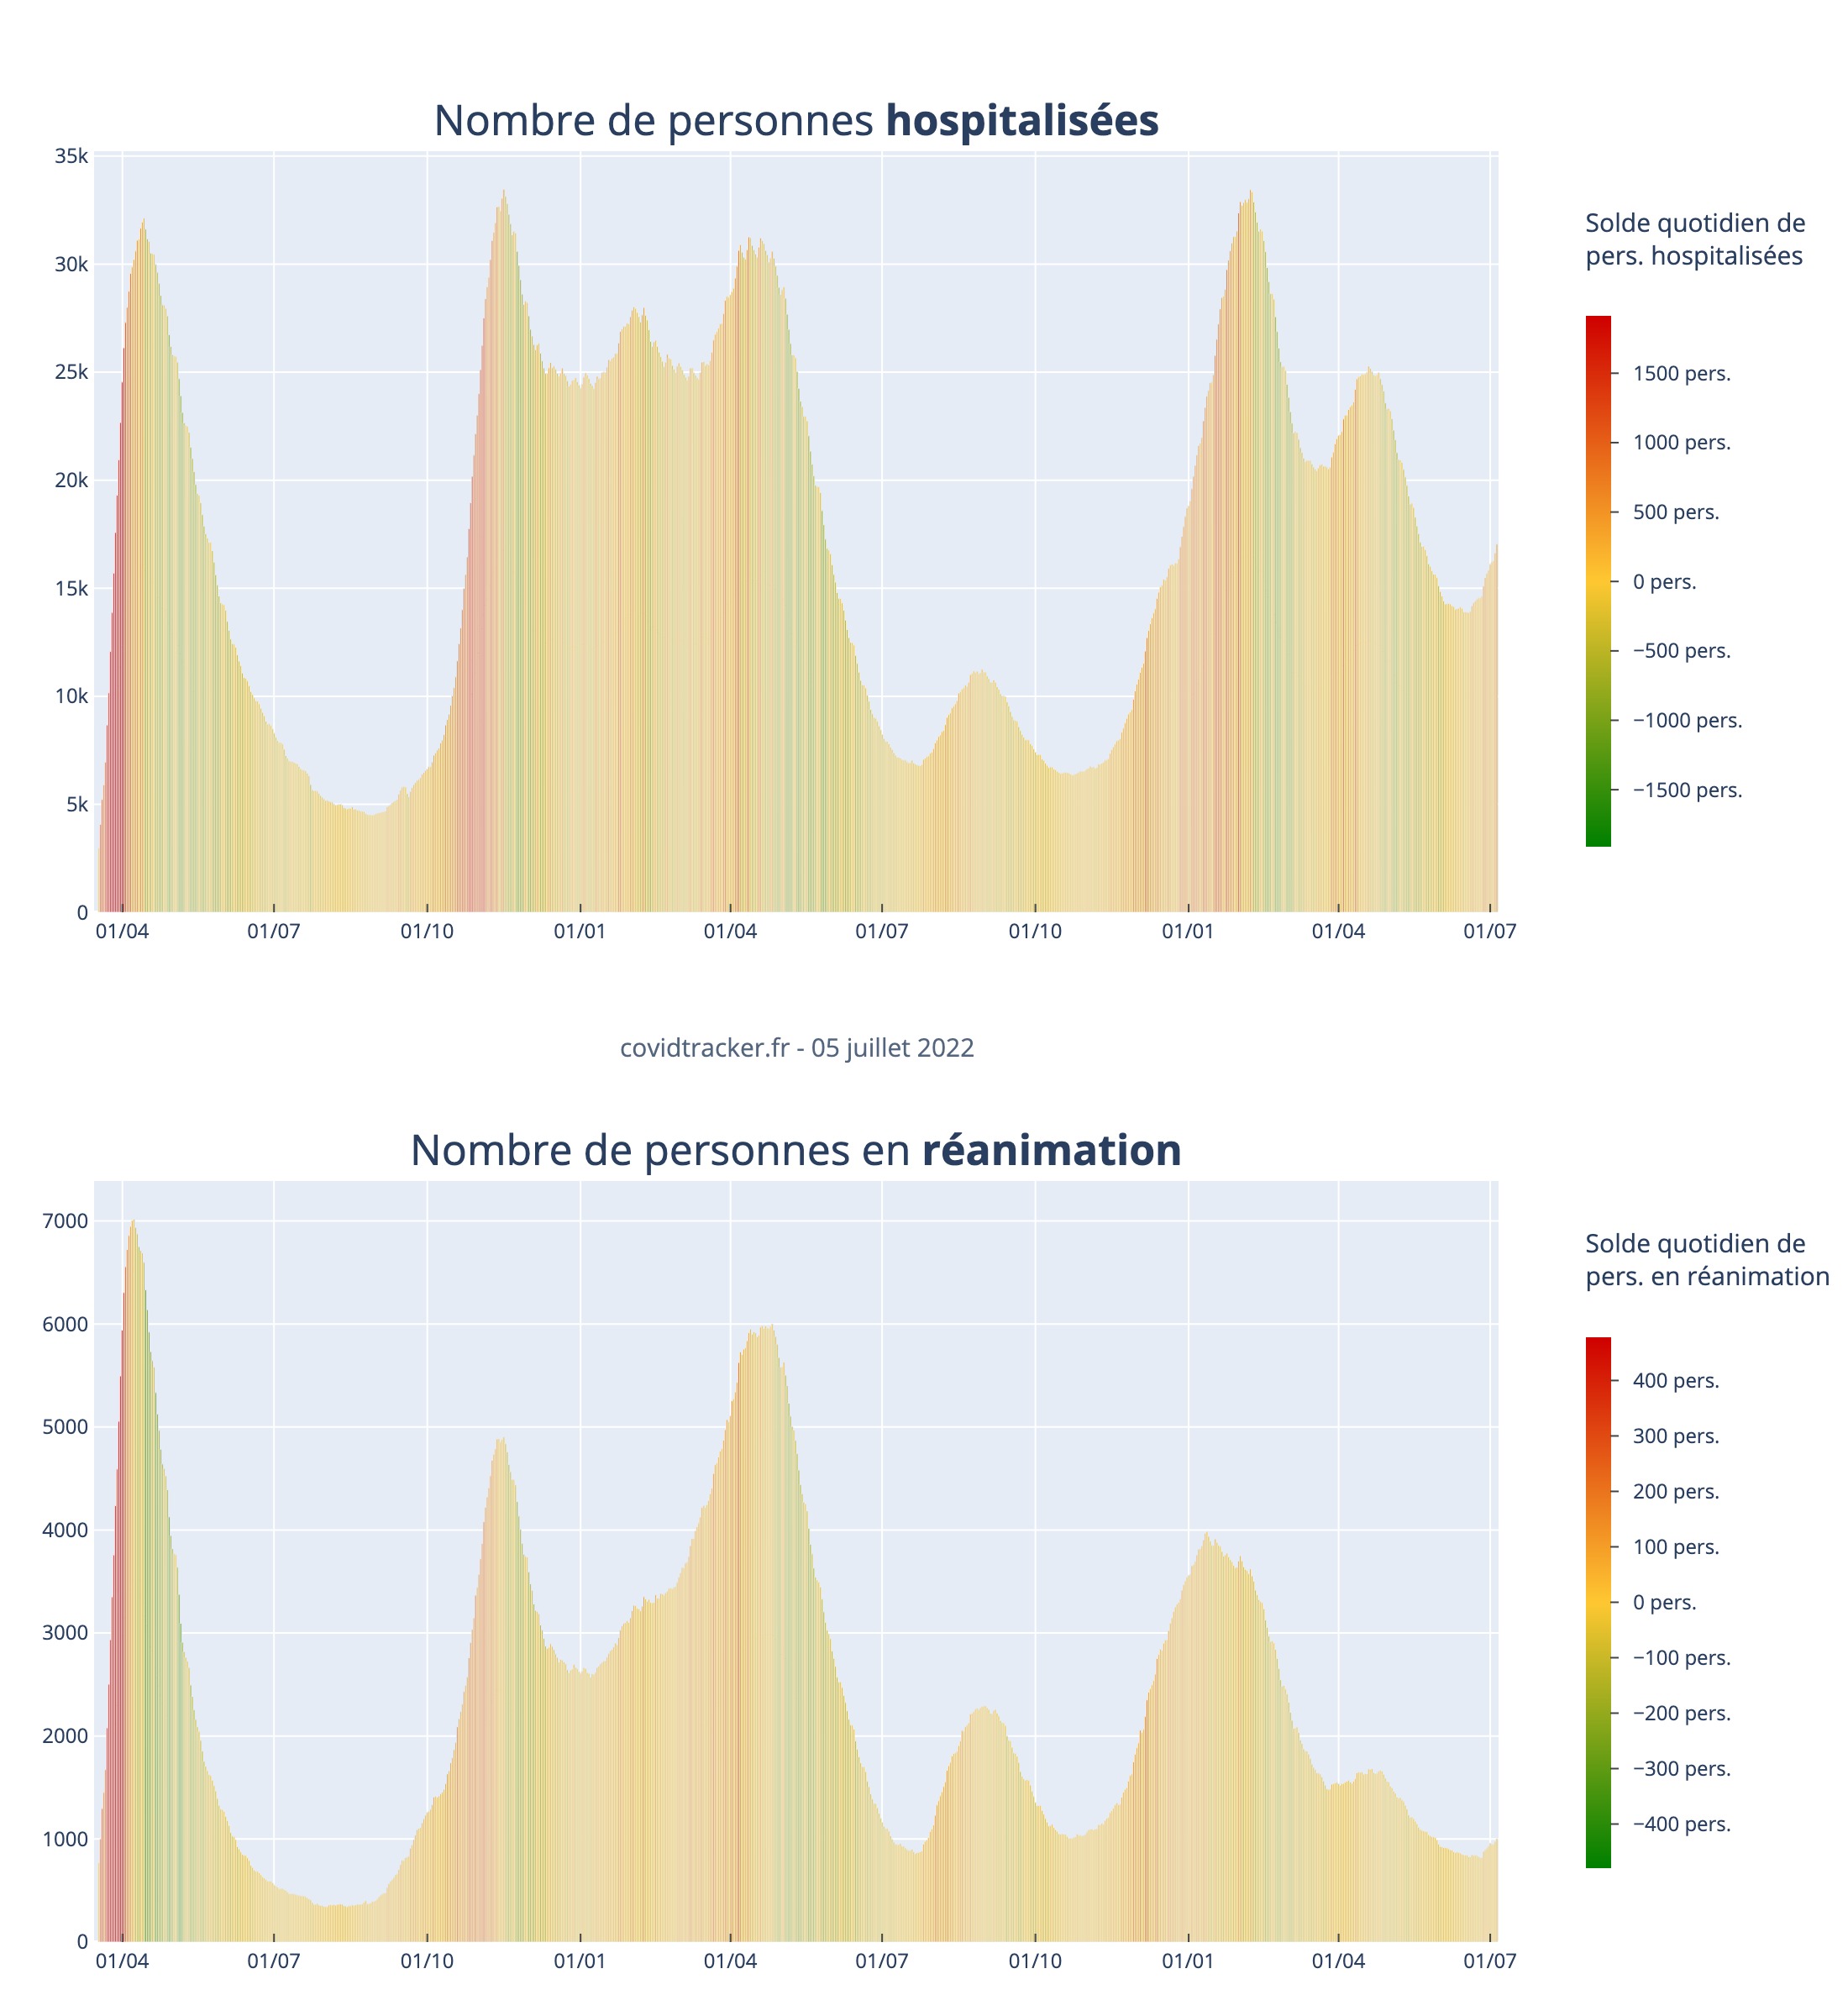 Nombre de personnes hospitalisées
35k
30k
25k
20k
15k
10k
5k
0
01/04 01/07 01/10 01/01 01/04 01/07 01/10 01/01 01/04 01/07
Solde quotidien de
pers. hospitalisées
1500 pers.
1000 pers.
500 pers.
0 pers.
−500 pers.
−1000 pers.
−1500 pers.
covidtracker.fr - 05 juillet 2022
Nombre de personnes en réanimation
7000
6000
5000
4000
3000
2000
1000
0
01/04 01/07 01/10 01/01 01/04 01/07 01/10 01/01 01/04 01/07
Solde quotidien de
pers. en réanimation
400 pers.
300 pers.
200 pers.
100 pers.
0 pers.
−100 pers.
−200 pers.
−300 pers.
−400 pers.